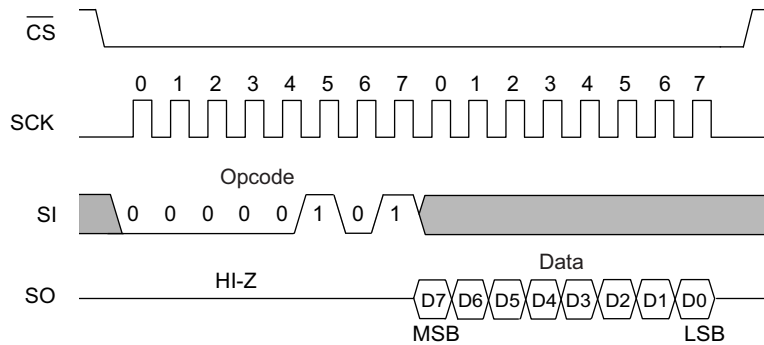 CS
0 1 2 3 4 5 6 7 0 1 2 3 4 5 6 7
SCK
Opcode
SI 0 0 0 0 0 1 0 1
Data
HI-Z
SO D7 D6 D5 D4 D3 D2 D1 D0
MSB LSB